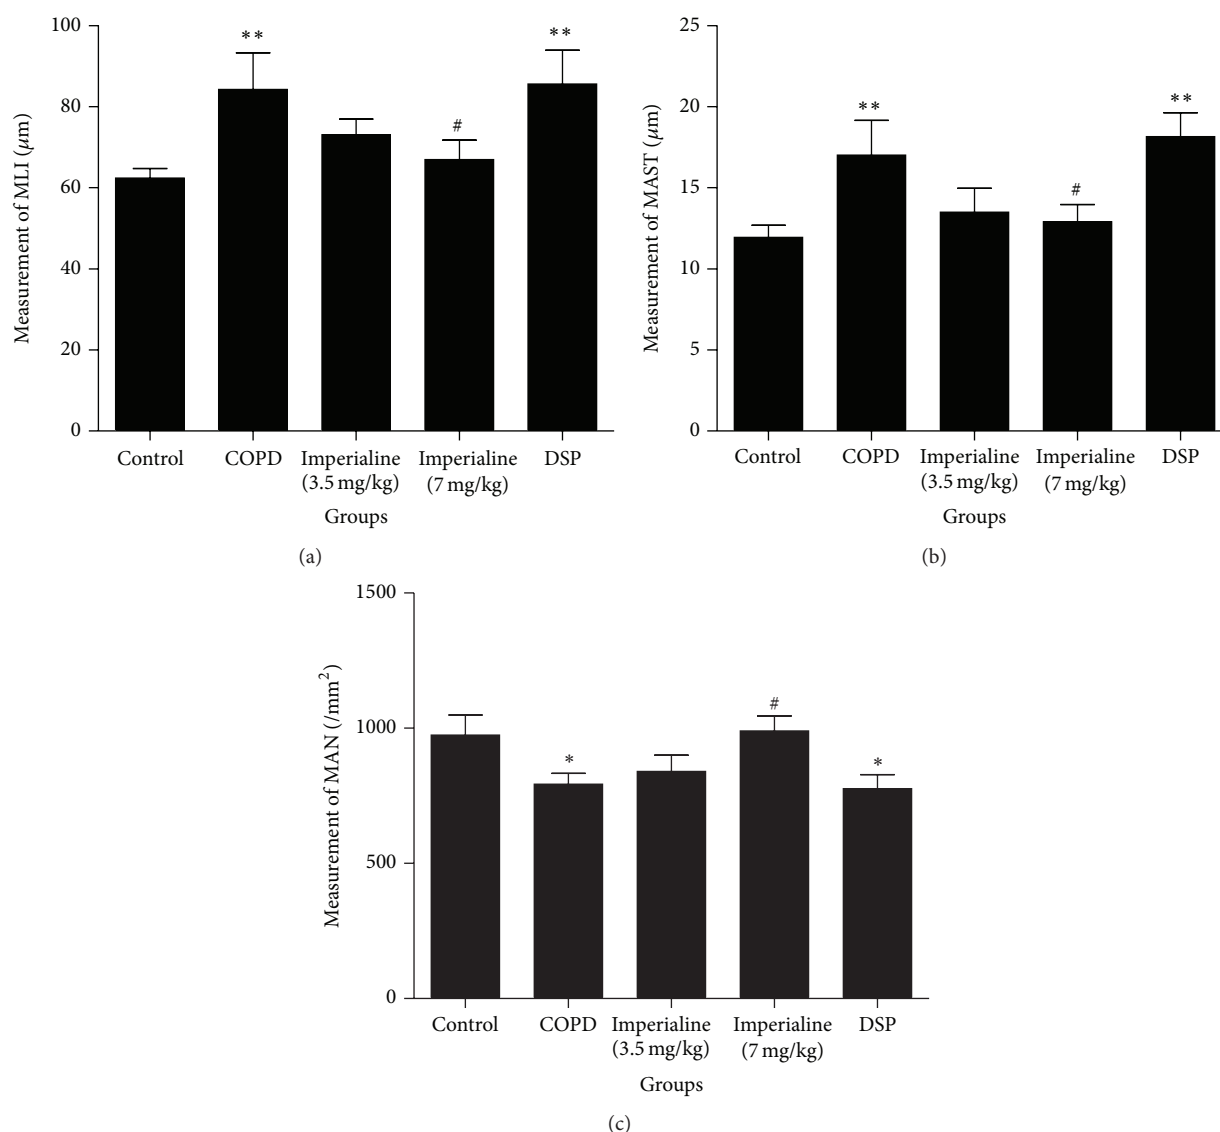 100
80
60
40
20
0
Measurement of MLI (μm)
**
#
**
Control
COPD
Imperialine
(3.5 mg/kg)
Imperialine
(7 mg/kg)
DSP
Groups
(a)
25
20
15
10
5
0
Measurement of MAST (μm)
**
#
**
Control
COPD
Imperialine
(3.5 mg/kg)
Imperialine
(7 mg/kg)
DSP
Groups
(b)
1500
1000
500
0
Measurement of MAN (/mm²)
*
#
*
Control
COPD
Imperialine
(3.5 mg/kg)
Imperialine
(7 mg/kg)
DSP
Groups
(c)